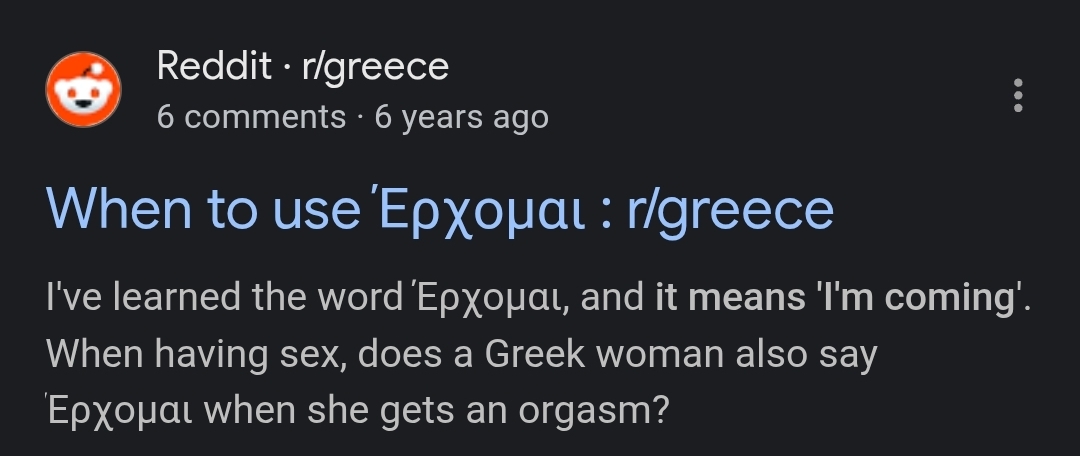 Reddit · r/greece
6 comments · 6 years ago
When to use Έρχομαι : r/greece
I've learned the word Έρχομαι, and it means 'I'm coming'.
When having sex, does a Greek woman also say
Έρχομαι when she gets an orgasm?